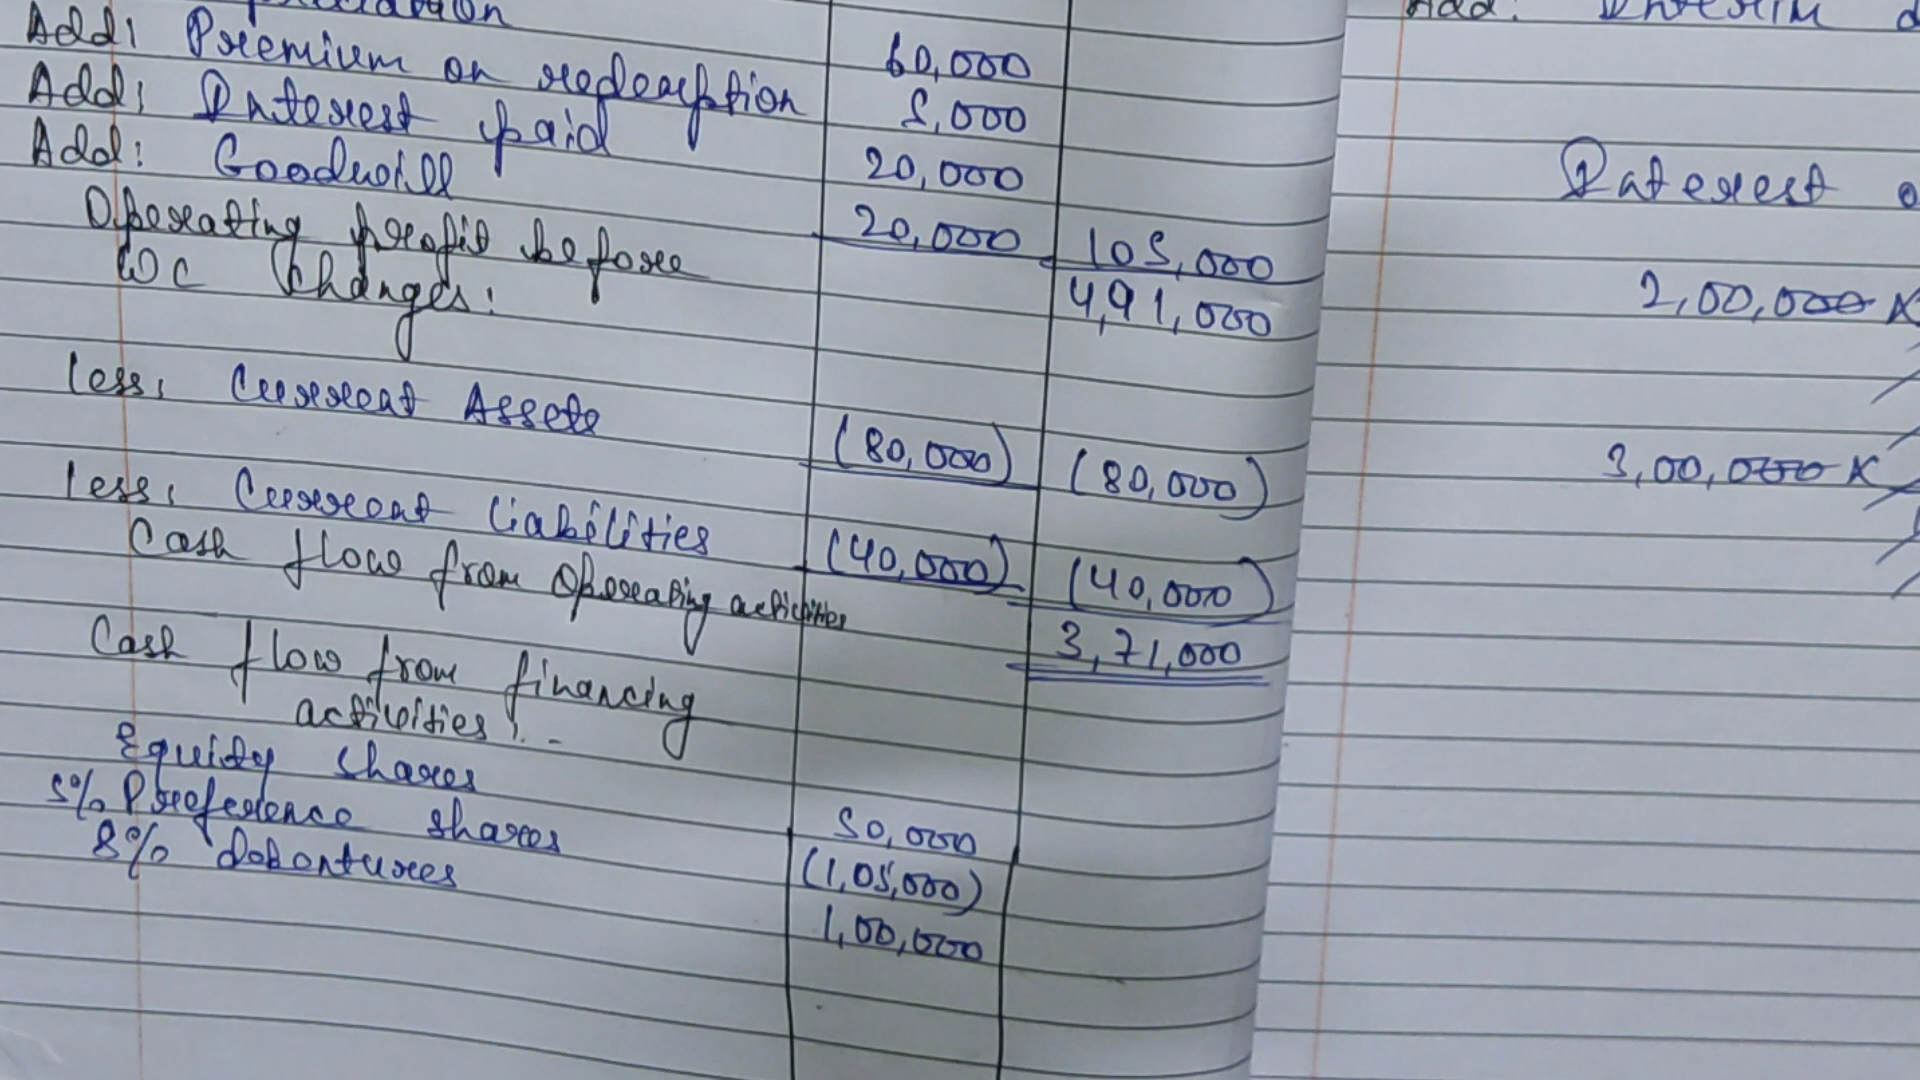 Add: Premium on redemption 60,000
Add: Interest paid 5,000
Add: Goodwill 20,000
Operating profit before 20,000 105,000
WC Changes: 4,91,000
Less: Current Assets (80,000) (80,000)
Less: Current liabilities (40,000) (40,000)
Cash flow from Operating activities 3,71,000
Cash flow from financing
activities:-
Equity shares 50,000
5% Preference shares (1,05,000)
8% debentures 1,00,000
Add: Interim
Interest
2,00,000 X
3,00,000 X